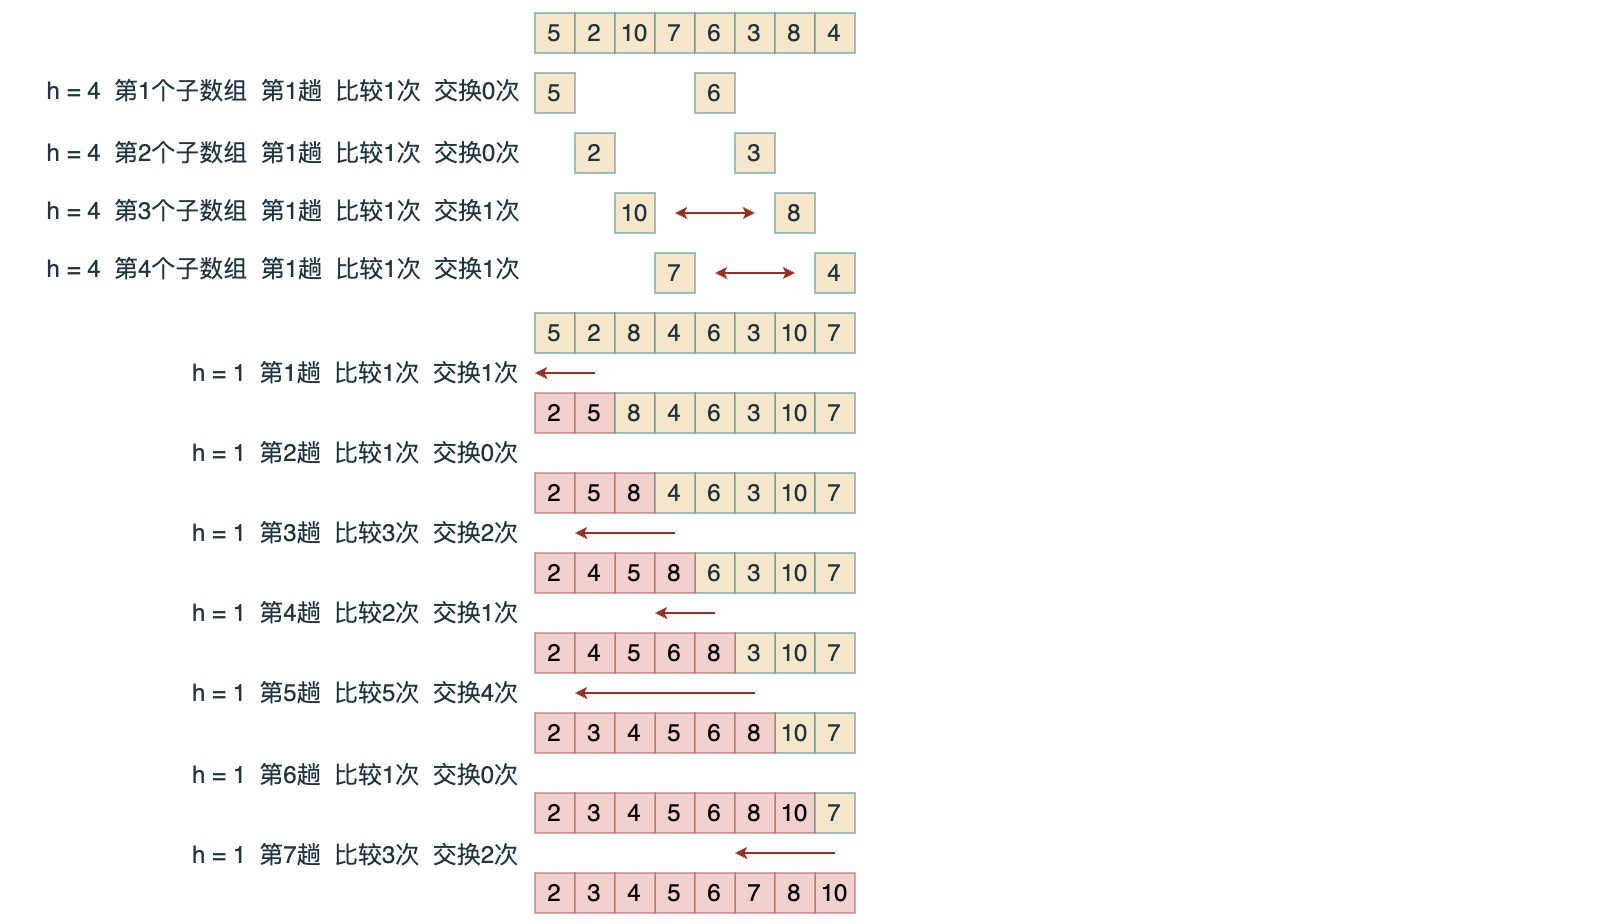 5 2 10 7 6 3 8 4
h = 4 第1个子数组 第1趟 比较1次 交换0次 5 6
h = 4 第2个子数组 第1趟 比较1次 交换0次 2 3
h = 4 第3个子数组 第1趟 比较1次 交换1次 10 8
h = 4 第4个子数组 第1趟 比较1次 交换1次 7 4
5 2 8 4 6 3 10 7
h = 1 第1趟 比较1次 交换1次
2 5 8 4 6 3 10 7
h = 1 第2趟 比较1次 交换0次
2 5 8 4 6 3 10 7
h = 1 第3趟 比较3次 交换2次
2 4 5 8 6 3 10 7
h = 1 第4趟 比较2次 交换1次
2 4 5 6 8 3 10 7
h = 1 第5趟 比较5次 交换4次
2 3 4 5 6 8 10 7
h = 1 第6趟 比较1次 交换0次
2 3 4 5 6 8 10 7
h = 1 第7趟 比较3次 交换2次
2 3 4 5 6 7 8 10